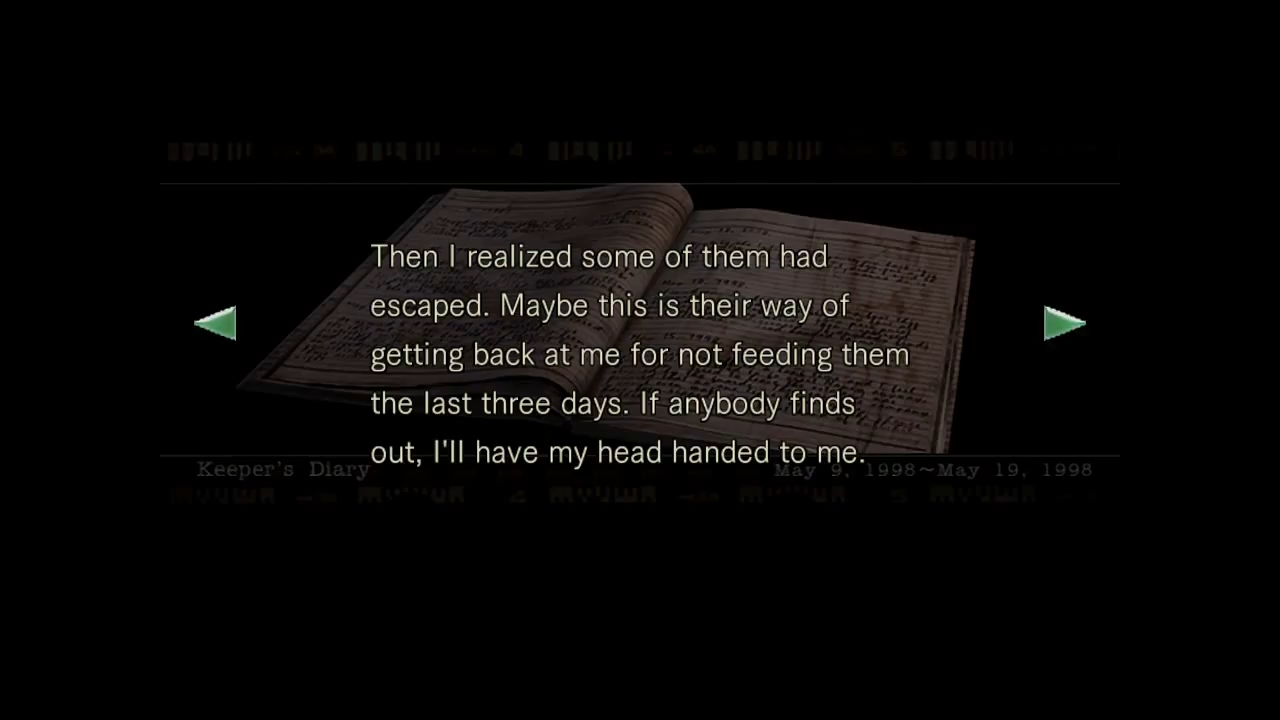 Then I realized some of them had
escaped. Maybe this is their way of
getting back at me for not feeding them
the last three days. If anybody finds
out, I'll have my head handed to me.
Keeper's Diary
May 9, 1998~May 19, 1998